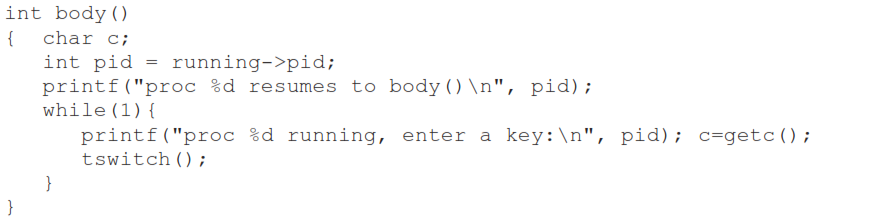 int body()
{  char c;
   int pid = running->pid;
   printf("proc %d resumes to body()\n", pid);
   while(1){
      printf("proc %d running, enter a key:\n", pid); c=getc();
      tswitch();
   }
}